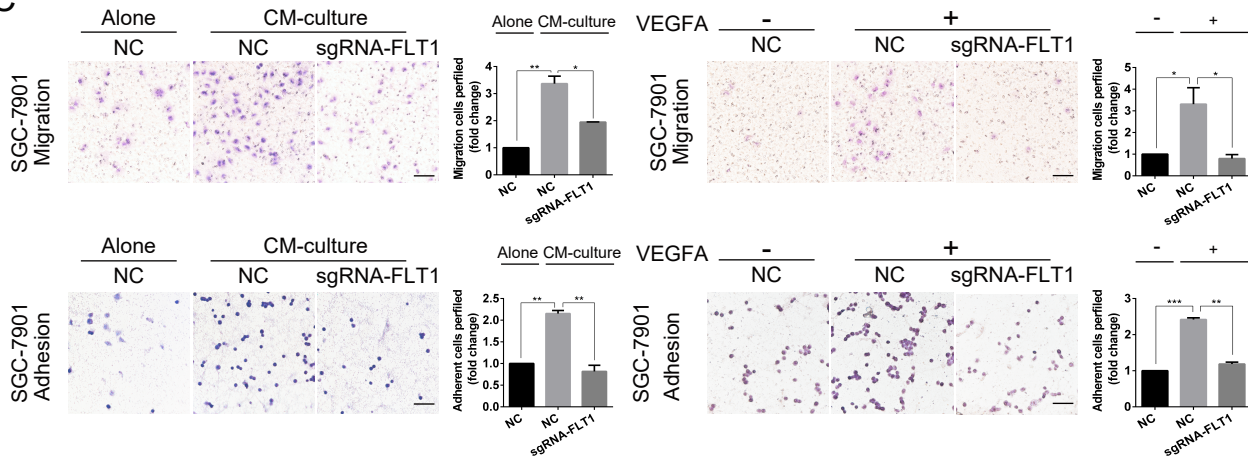 Alone CM-culture
NC NC sgRNA-FLT1
SGC-7901
Migration
Alone CM-culture
Migration cells perfiled
(fold change)
4
3
2
1
0
** *
NC NC sgRNA-FLT1
VEGFA - +
NC NC sgRNA-FLT1
SGC-7901
Migration
- +
Migration cells perfiled
(fold change)
5
4
3
2
1
0
* *
NC NC sgRNA-FLT1
Alone CM-culture
NC NC sgRNA-FLT1
SGC-7901
Adhesion
Alone CM-culture
Adherent cells perfiled
(fold change)
2.5
2.0
1.5
1.0
0.5
0.0
** **
NC NC sgRNA-FLT1
VEGFA - +
NC NC sgRNA-FLT1
SGC-7901
Adhesion
- +
Adherent cells perfiled
(fold change)
3
2
1
0
*** **
NC NC sgRNA-FLT1